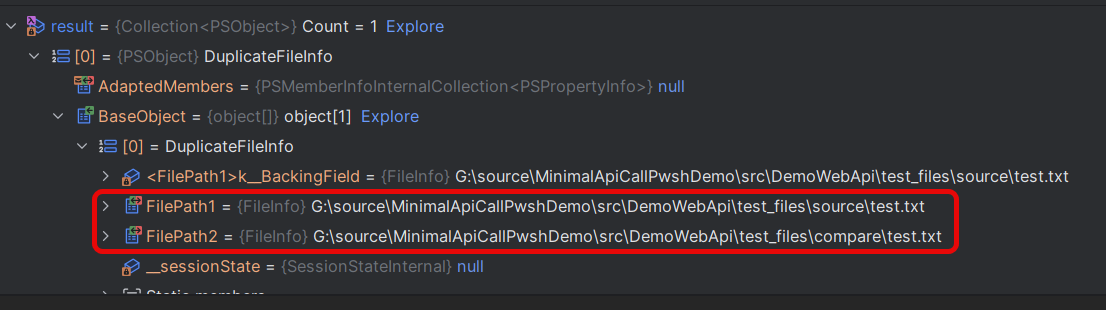 result = {Collection<PSObject>} Count = 1 Explore
[0] = {PSObject} DuplicateFileInfo
AdaptedMembers = {PSMemberInfoInternalCollection<PSPropertyInfo>} null
BaseObject = {object[]} object[1] Explore
[0] = DuplicateFileInfo
<FilePath1>k__BackingField = {FileInfo} G:\source\MinimalApiCallPwshDemo\src\DemoWebApi\test_files\source\test.txt
FilePath1 = {FileInfo} G:\source\MinimalApiCallPwshDemo\src\DemoWebApi\test_files\source\test.txt
FilePath2 = {FileInfo} G:\source\MinimalApiCallPwshDemo\src\DemoWebApi\test_files\compare\test.txt
__sessionState = {SessionStateInternal} null
Static members